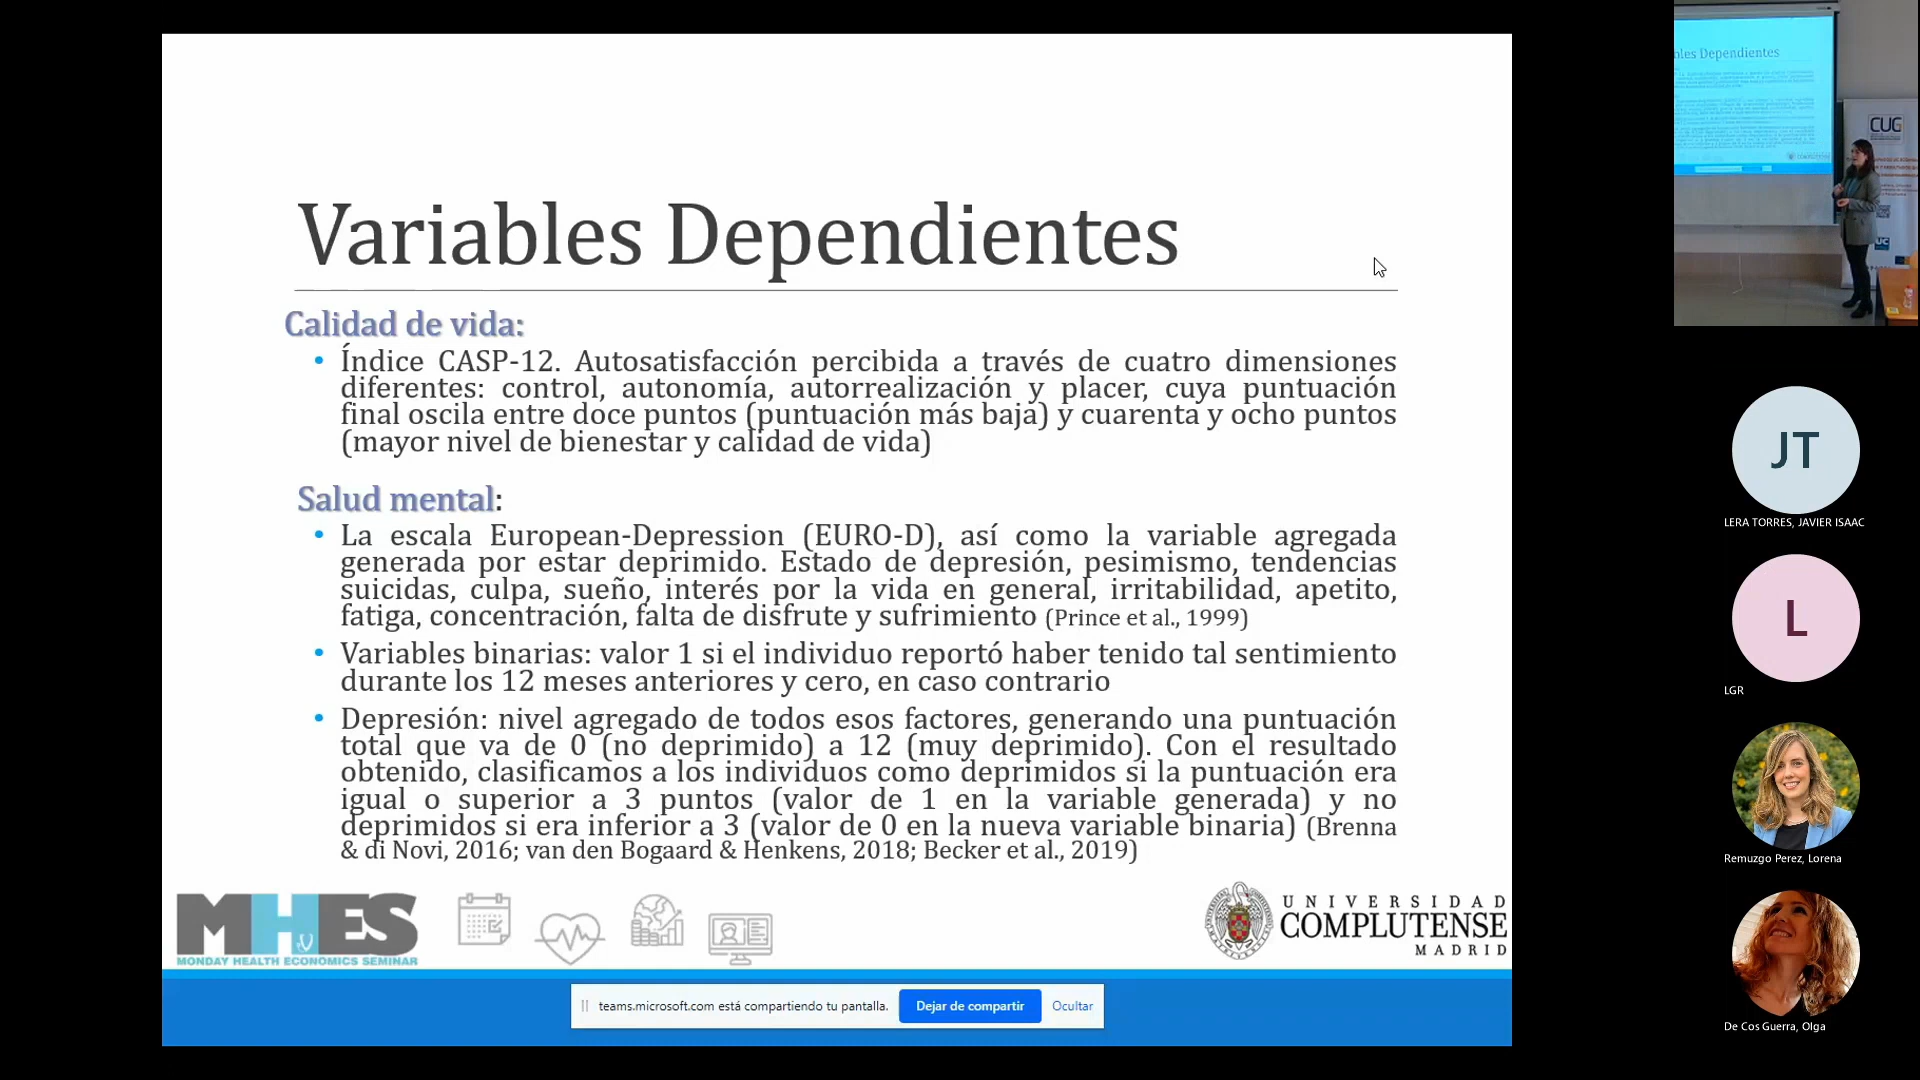 Variables Dependientes
Calidad de vida:
• Índice CASP-12. Autosatisfacción percibida a través de cuatro dimensiones
diferentes: control, autonomía, autorrealización y placer, cuya puntuación
final oscila entre doce puntos (puntuación más baja) y cuarenta y ocho puntos
(mayor nivel de bienestar y calidad de vida)
Salud mental:
• La escala European-Depression (EURO-D), así como la variable agregada
generada por estar deprimido. Estado de depresión, pesimismo, tendencias
suicidas, culpa, sueño, interés por la vida en general, irritabilidad, apetito,
fatiga, concentración, falta de disfrute y sufrimiento (Prince et al., 1999)
• Variables binarias: valor 1 si el individuo reportó haber tenido tal sentimiento
durante los 12 meses anteriores y cero, en caso contrario
• Depresión: nivel agregado de todos esos factores, generando una puntuación
total que va de 0 (no deprimido) a 12 (muy deprimido). Con el resultado
obtenido, clasificamos a los individuos como deprimidos si la puntuación era
igual o superior a 3 puntos (valor de 1 en la variable generada) y no
deprimidos si era inferior a 3 (valor de 0 en la nueva variable binaria) (Brenna
& di Novi, 2016; van den Bogaard & Henkens, 2018; Becker et al., 2019)
MHES
MONDAY HEALTH ECONOMICS SEMINAR
UNIVERSIDAD
COMPLUTENSE
MADRID
teams.microsoft.com está compartiendo tu pantalla.
Dejar de compartir
Ocultar
Dependientes
CUG
JT
LERA TORRES, JAVIER ISAAC
L
LGR
Remuzgo Perez, Lorena
De Cos Guerra, Olga